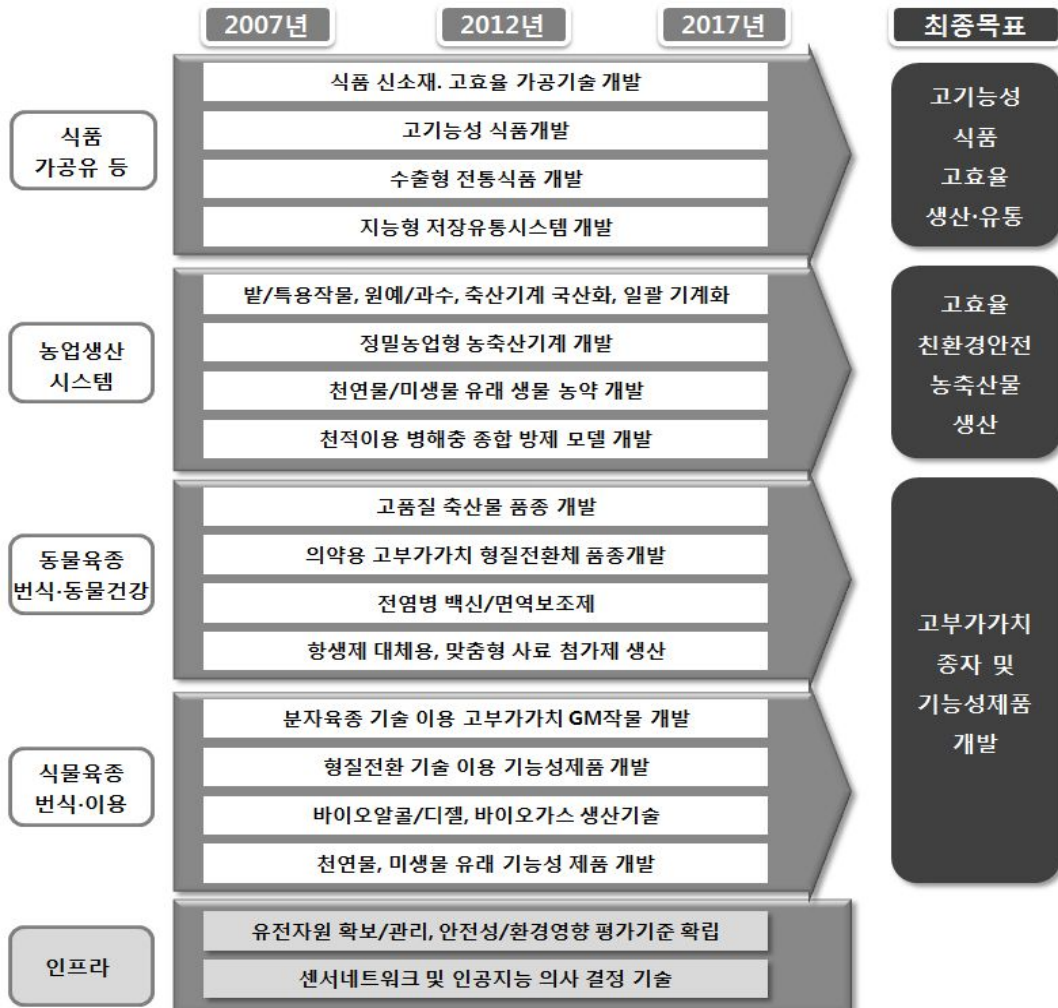 2007년 2012년 2017년 최종목표
식품
가공유 등
식품 신소재. 고효율 가공기술 개발
고기능성 식품개발
수출형 전통식품 개발
지능형 저장유통시스템 개발
고기능성
식품
고효율
생산·유통
농업생산
시스템
밭/특용작물, 원예/과수, 축산기계 국산화, 일괄 기계화
정밀농업형 농축산기계 개발
천연물/미생물 유래 생물 농약 개발
천적이용 병해충 종합 방제 모델 개발
고효율
친환경안전
농축산물
생산
동물육종
번식·동물건강
고품질 축산물 품종 개발
의약용 고부가가치 형질전환체 품종개발
전염병 백신/면역보조제
항생제 대체용, 맞춤형 사료 첨가제 생산
식물육종
번식·이용
분자육종 기술 이용 고부가가치 GM작물 개발
형질전환 기술 이용 기능성제품 개발
바이오알콜/디젤, 바이오가스 생산기술
천연물, 미생물 유래 기능성 제품 개발
고부가가치
종자 및
기능성제품
개발
인프라
유전자원 확보/관리, 안전성/환경영향 평가기준 확립
센서네트워크 및 인공지능 의사 결정 기술